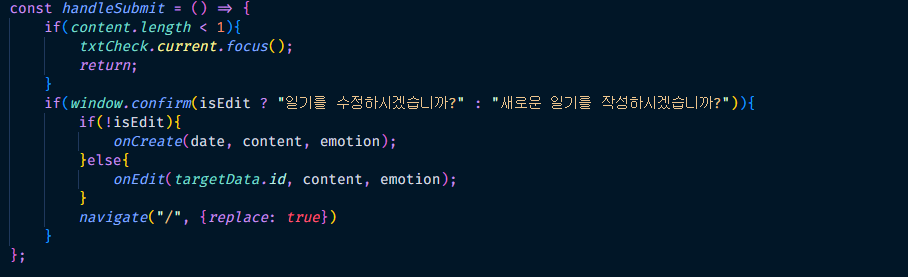 const handleSubmit = () => {
    if(content.length < 1){
        txtCheck.current.focus();
        return;
    }
    if(window.confirm(isEdit ? "일기를 수정하시겠습니까?" : "새로운 일기를 작성하시겠습니까?")){
        if(!isEdit){
            onCreate(date, content, emotion);
        }else{
            onEdit(targetData.id, content, emotion);
        }
        navigate("/", {replace: true})
    }
};